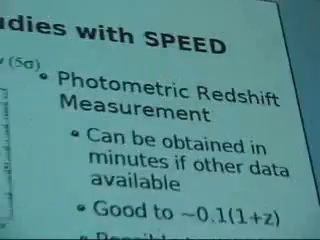 udies with SPEED
(5σ)
• Photometric Redshift
Measurement
• Can be obtained in
minutes if other data
available
• Good to ~0.1(1+z)